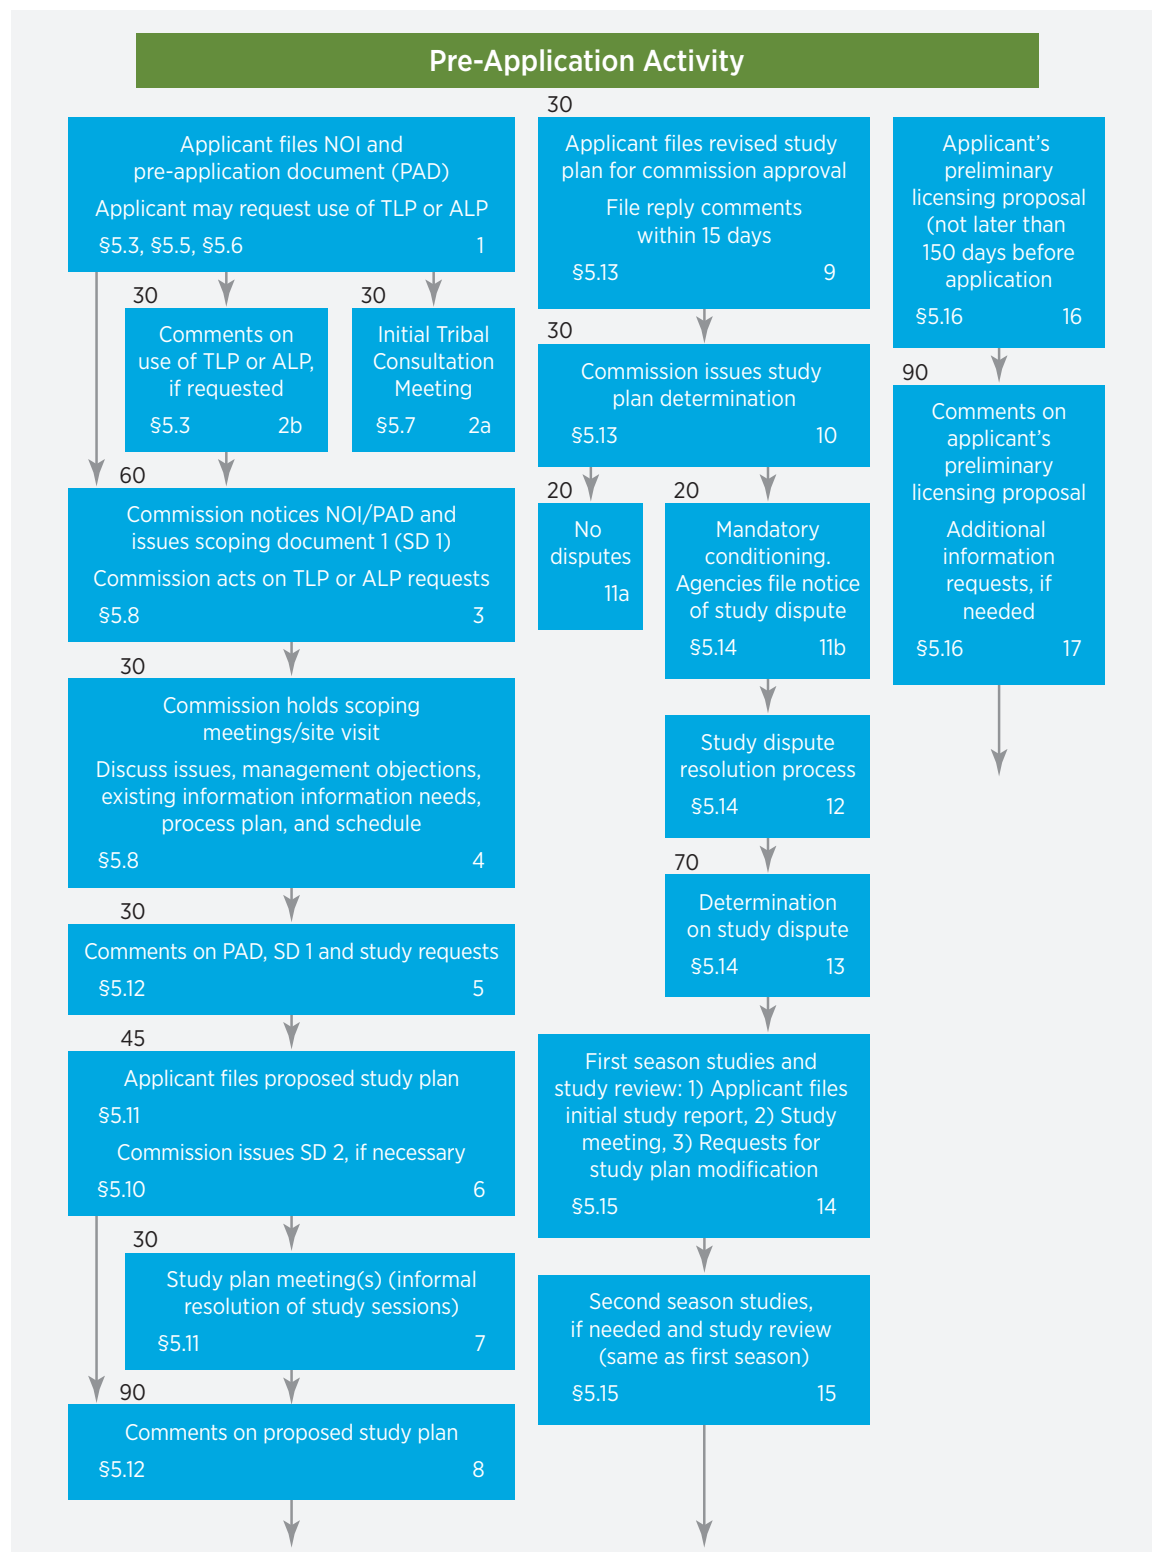 Pre-Application Activity
Applicant files NOI and
pre-application document (PAD)
Applicant may request use of TLP or ALP
§5.3, §5.5, §5.6 1
30
Comments on
use of TLP or ALP,
if requested
§5.3 2b
30
Initial Tribal
Consultation
Meeting
§5.7 2a
60
Commission notices NOI/PAD and
issues scoping document 1 (SD 1)
Commission acts on TLP or ALP requests
§5.8 3
30
Commission holds scoping
meetings/site visit
Discuss issues, management objections,
existing information information needs,
process plan, and schedule
§5.8 4
30
Comments on PAD, SD 1 and study requests
§5.12 5
45
Applicant files proposed study plan
§5.11
Commission issues SD 2, if necessary
§5.10 6
30
Study plan meeting(s) (informal
resolution of study sessions)
§5.11 7
90
Comments on proposed study plan
§5.12 8
30
Applicant files revised study
plan for commission approval
File reply comments
within 15 days
§5.13 9
30
Commission issues study
plan determination
§5.13 10
20
No
disputes
11a
20
Mandatory
conditioning.
Agencies file notice
of study dispute
§5.14 11b
Study dispute
resolution process
§5.14 12
70
Determination
on study dispute
§5.14 13
First season studies and
study review: 1) Applicant files
initial study report, 2) Study
meeting, 3) Requests for
study plan modification
§5.15 14
Second season studies,
if needed and study review
(same as first season)
§5.15 15
Applicant’s
preliminary
licensing proposal
(not later than
150 days before
application
§5.16 16
90
Comments on
applicant’s
preliminary
licensing proposal
Additional
information
requests, if
needed
§5.16 17